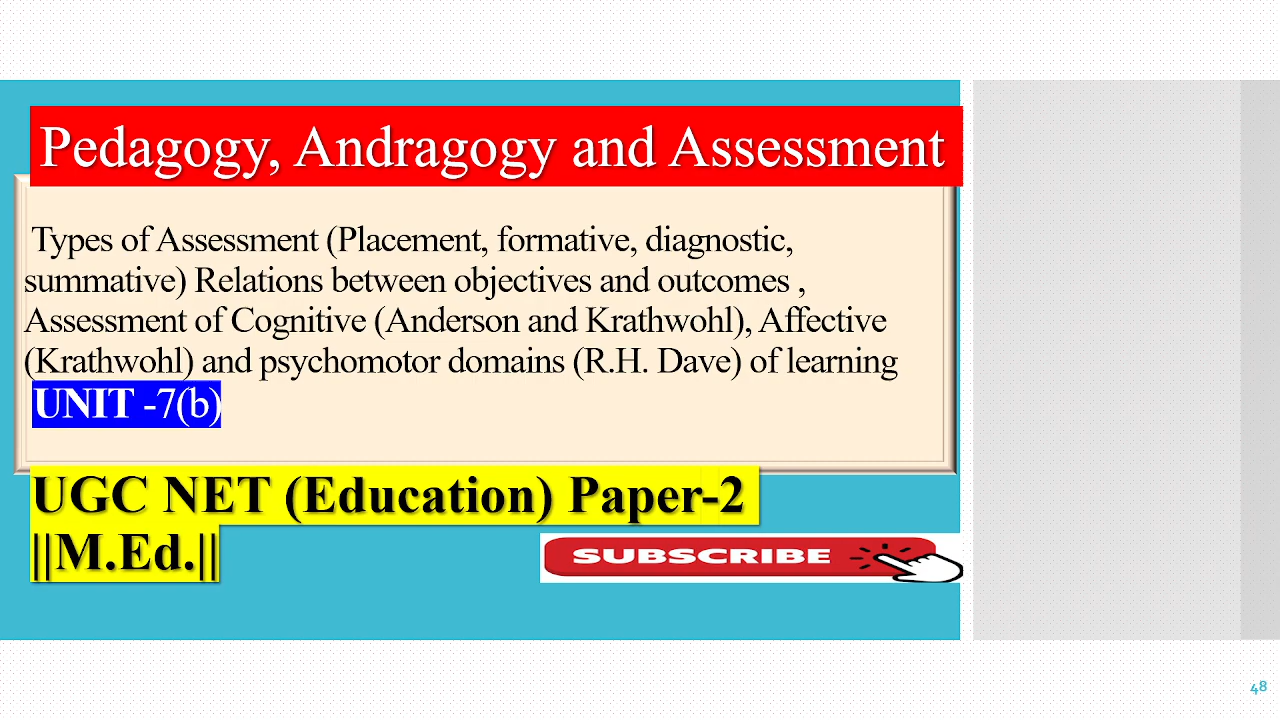 Pedagogy, Andragogy and Assessment
Types of Assessment (Placement, formative, diagnostic,
summative) Relations between objectives and outcomes ,
Assessment of Cognitive (Anderson and Krathwohl), Affective
(Krathwohl) and psychomotor domains (R.H. Dave) of learning
UNIT -7(b)
UGC NET (Education) Paper-2
||M.Ed.||
SUBSCRIBE
48